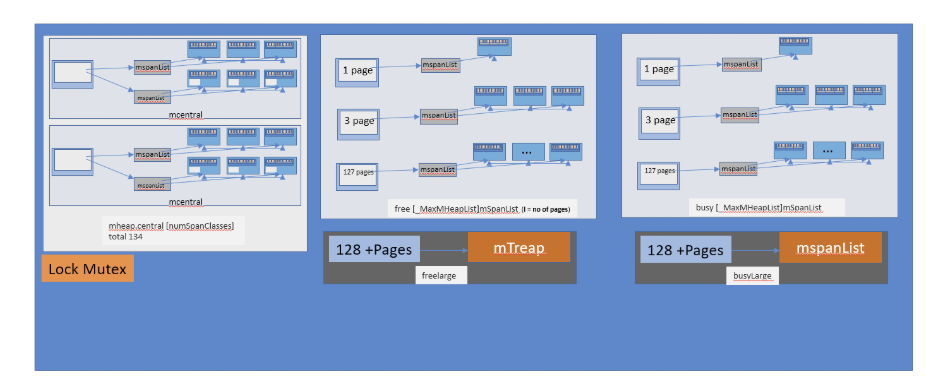 mspanList
mspanList
mcentral
mspanList
mspanList
mcentral
mheap.central [numSpanClasses]
total 134
Lock Mutex
1 page
mspanList
3 page
mspanList
127 pages
mspanList
...
free [_MaxMHeapList]mSpanList (I = no of pages)
128 +Pages
mTreap
freelarge
1 page
mspanList
3 page
mspanList
127 pages
mspanList
...
busy [_MaxMHeapList]mSpanList
128 +Pages
mspanList
busyLarge